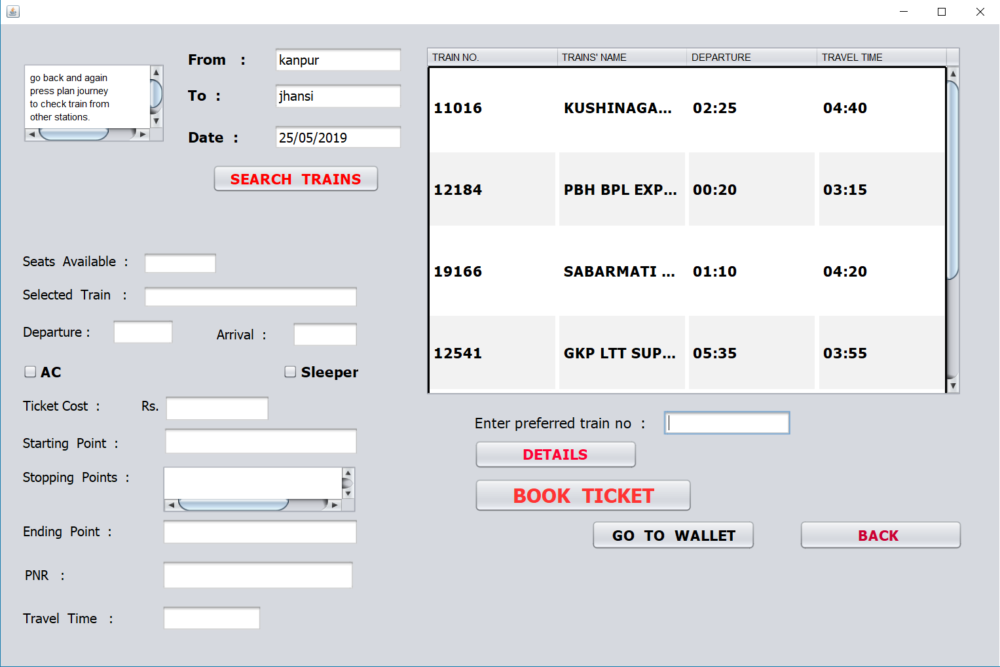 go back and again
press plan journey
to check train from
other stations.
From :
kanpur
To :
jhansi
Date :
25/05/2019
SEARCH TRAINS
Seats Available :
Selected Train :
Departure :
Arrival :
AC
Sleeper
Ticket Cost : Rs.
Starting Point :
Stopping Points :
Ending Point :
PNR :
Travel Time :
TRAIN NO. TRAINS' NAME DEPARTURE TRAVEL TIME
11016 KUSHINAGA... 02:25 04:40
12184 PBH BPL EXP... 00:20 03:15
19166 SABARMATI ... 01:10 04:20
12541 GKP LTT SUP... 05:35 03:55
Enter preferred train no :
DETAILS
BOOK TICKET
GO TO WALLET
BACK